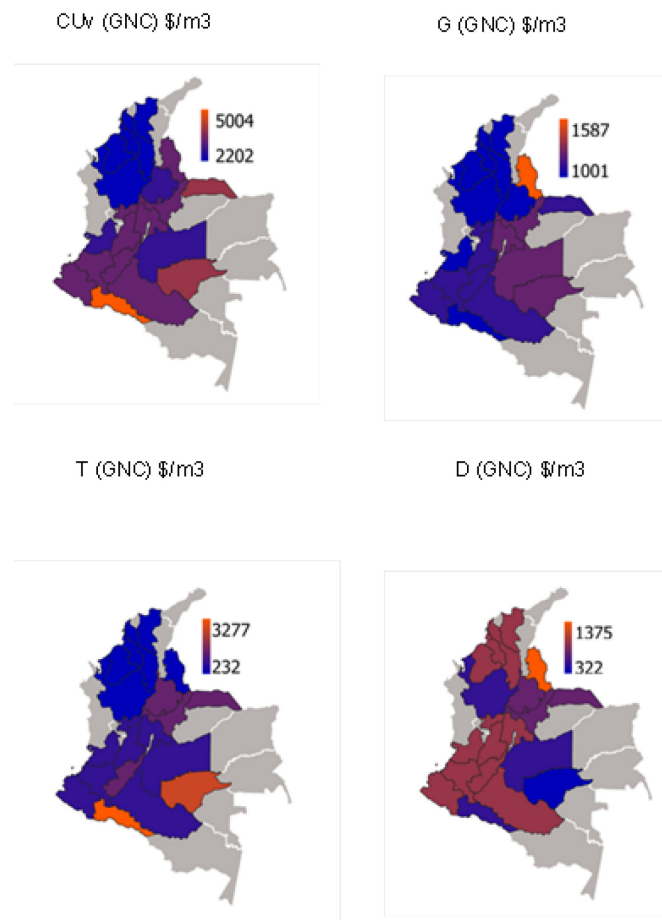 CUv (GNC) $/m3
G (GNC) $/m3
5004
2202
1587
1001
T (GNC) $/m3
D (GNC) $/m3
3277
232
1375
322